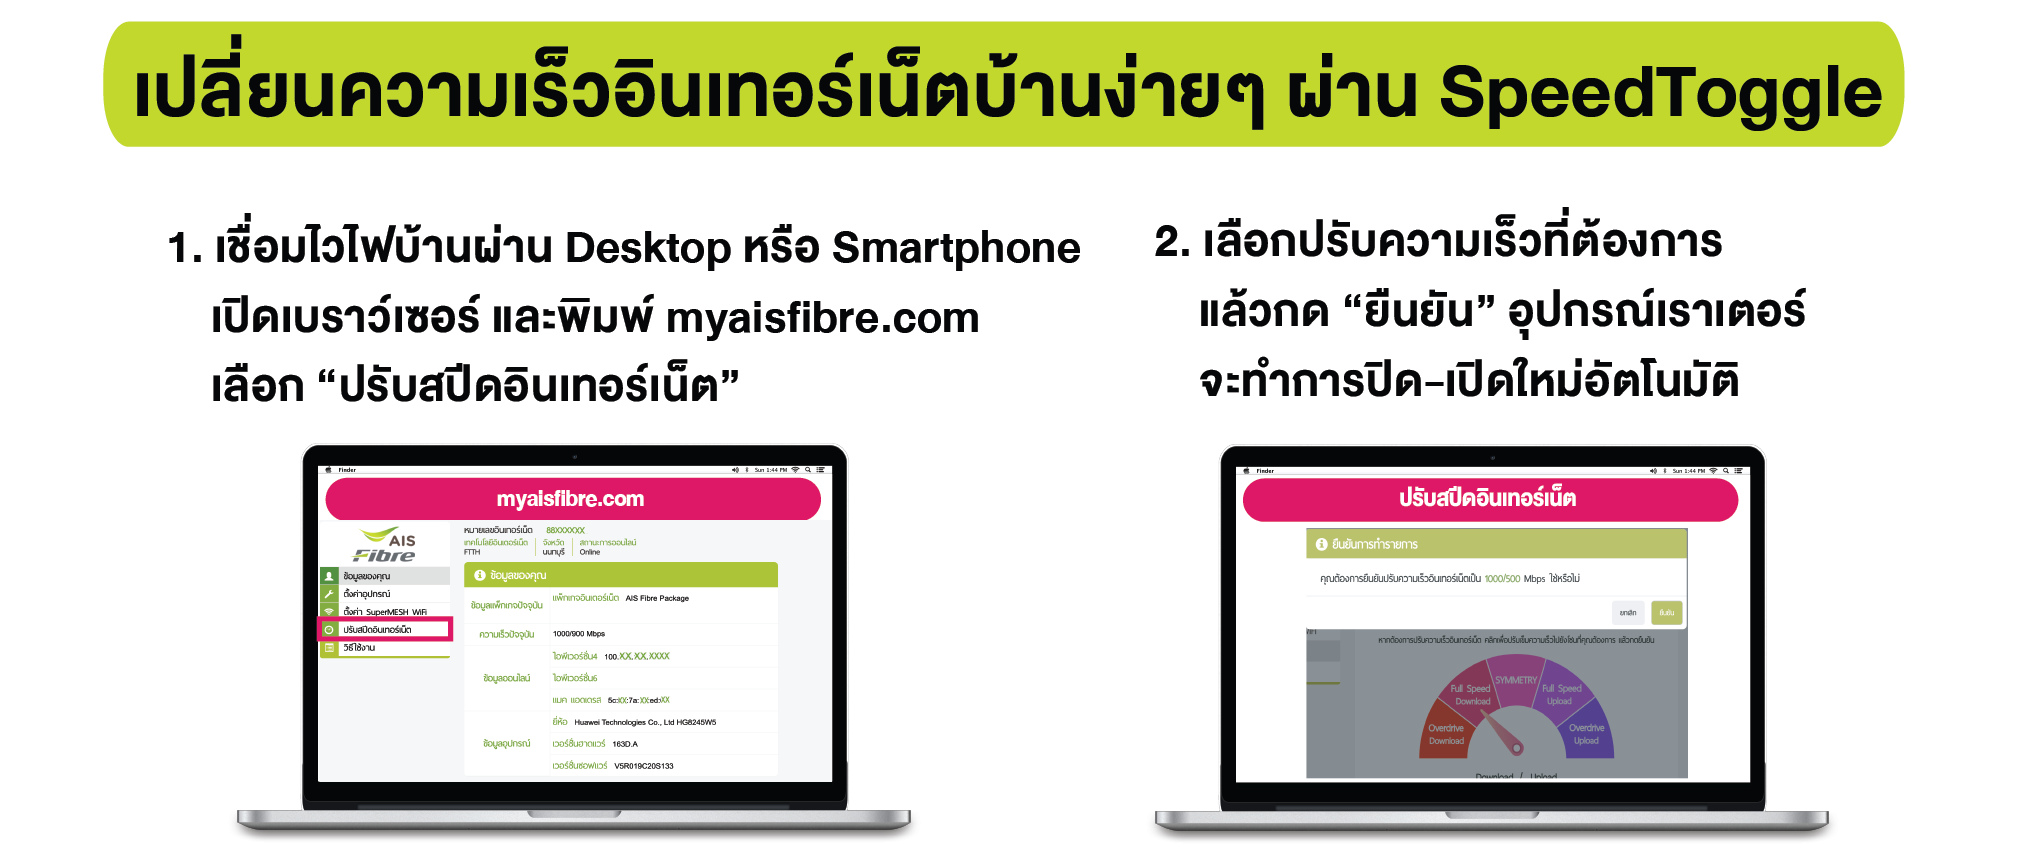 เปลี่ยนความเร็วอินเทอร์เน็ตบ้านง่ายๆ ผ่าน SpeedToggle
1. เชื่อมไวไฟบ้านผ่าน Desktop หรือ Smartphone
เปิดเบราว์เซอร์ และพิมพ์ myaisfibre.com
เลือก “ปรับสปีดอินเทอร์เน็ต”
Finder
Sun 1:44 PM
myaisfibre.com
AIS
Fibre
หมายเลขอินเทอร์เน็ต 88XXXXXXX
เทคโนโลยีอินเตอร์เน็ต จังหวัด สถานะการออนไลน์
FTTH นนทบุรี Online
ข้อมูลของคุณ
ตั้งค่าอุปกรณ์
ตั้งค่า SuperMESH WiFi
ปรับสปีดอินเทอร์เน็ต
วิธีใช้งาน
ข้อมูลของคุณ
ข้อมูลแพ็กเกจปัจจุบัน แพ็กเกจอินเตอร์เน็ต AIS Fibre Package
ความเร็วปัจจุบัน 1000/900 Mbps
ข้อมูลออนไลน์
ไอพีเวอร์ชั่น4 100.XX.XX.XXXX
ไอพีเวอร์ชั่น6
แมค แอดเดรส 5c:XX:7a:XX:ed:XX
ข้อมูลอุปกรณ์
ยี่ห้อ Huawei Technologies Co., Ltd HG8245W5
เวอร์ชั่นฮาดแวร์ 163D.A
เวอร์ชั่นซอฟแวร์ V5R019C20S133
2. เลือกปรับความเร็วที่ต้องการ
แล้วกด “ยืนยัน” อุปกรณ์เราเตอร์
จะทำการปิด-เปิดใหม่อัตโนมัติ
Finder
Sun 1:44 PM
ปรับสปีดอินเทอร์เน็ต
ยืนยันการทำรายการ
คุณต้องการยืนยันปรับความเร็วอินเทอร์เน็ตเป็น 1000/500 Mbps ใช่หรือไม่
ยกเลิก ยืนยัน
หากต้องการปรับความเร็วอินเทอร์เน็ต คลิกเพื่อปรับเข็มความเร็วไปยังโซนที่คุณต้องการ แล้วกดยืนยัน
Overdrive
Download
Full Speed
Download
SYMMETRY
Full Speed
Upload
Overdrive
Upload
Download / Upload